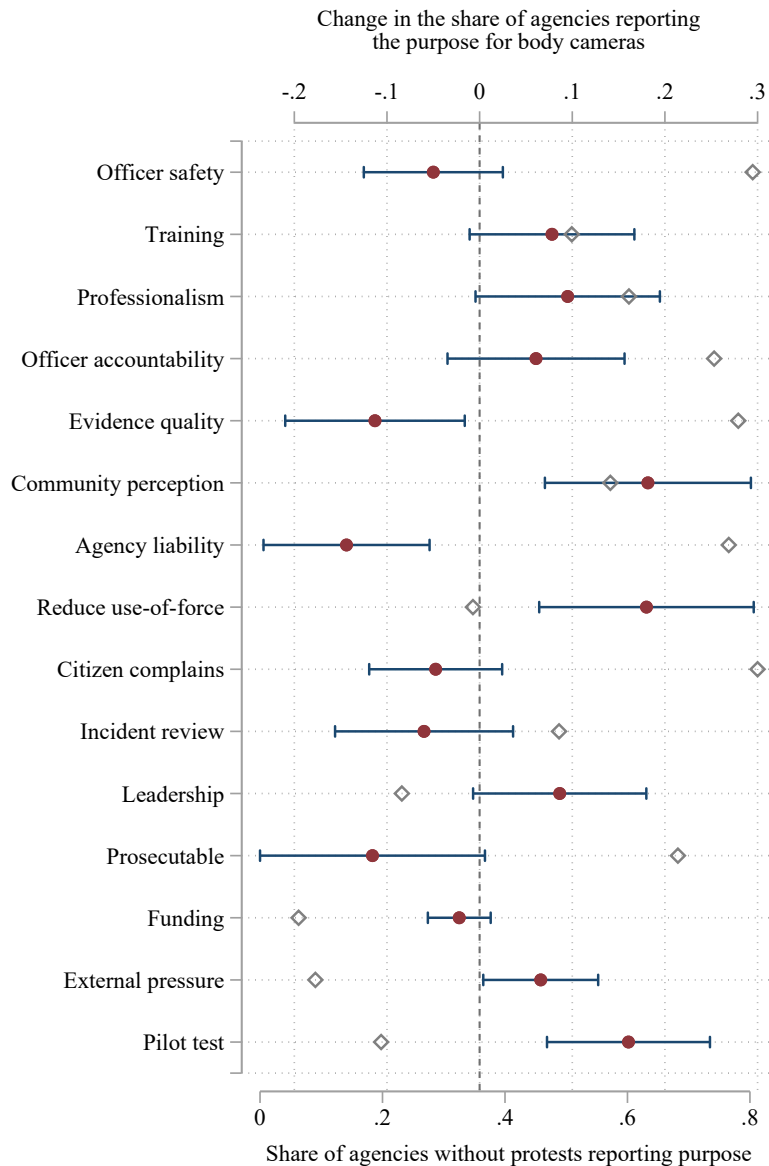 Change in the share of agencies reporting
the purpose for body cameras
-.2 -.1 0 .1 .2 .3
Officer safety
Training
Professionalism
Officer accountability
Evidence quality
Community perception
Agency liability
Reduce use-of-force
Citizen complains
Incident review
Leadership
Prosecutable
Funding
External pressure
Pilot test
0 .2 .4 .6 .8
Share of agencies without protests reporting purpose